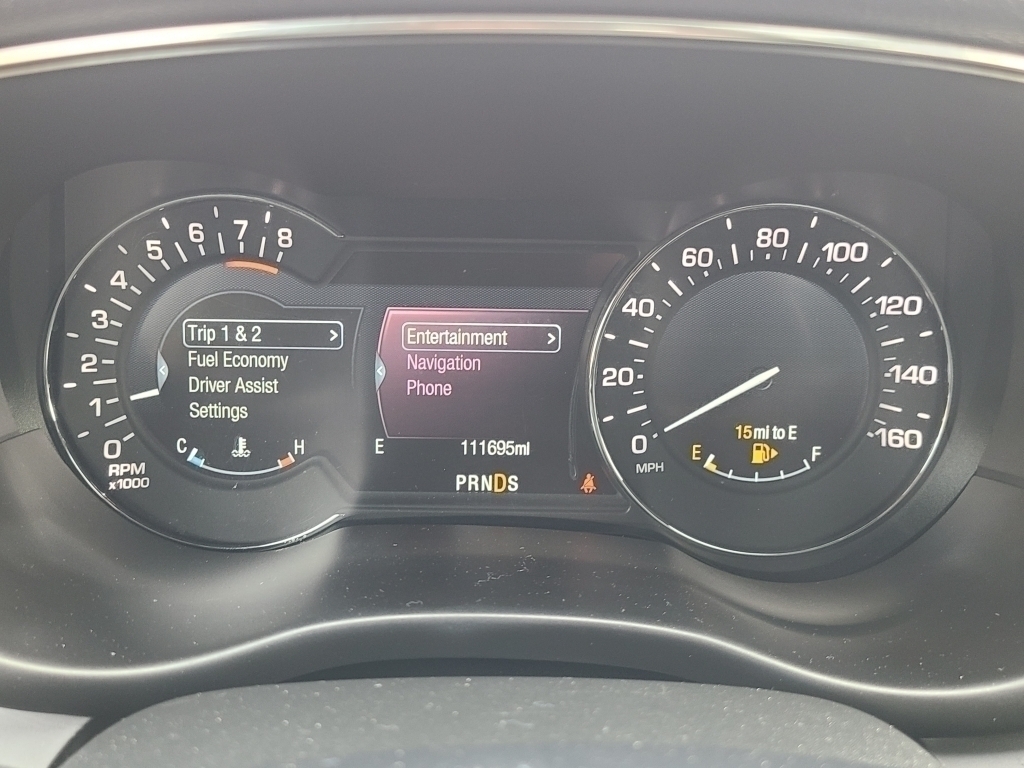 8
7
6
5
4
3
2
1
0
RPM
x1000
Trip 1 & 2 >
Fuel Economy
Driver Assist
Settings
C H
Entertainment >
Navigation
Phone
E 111695mi
PRNDS
0
20
40
60
80
100
120
140
160
MPH
15mi to E
E F